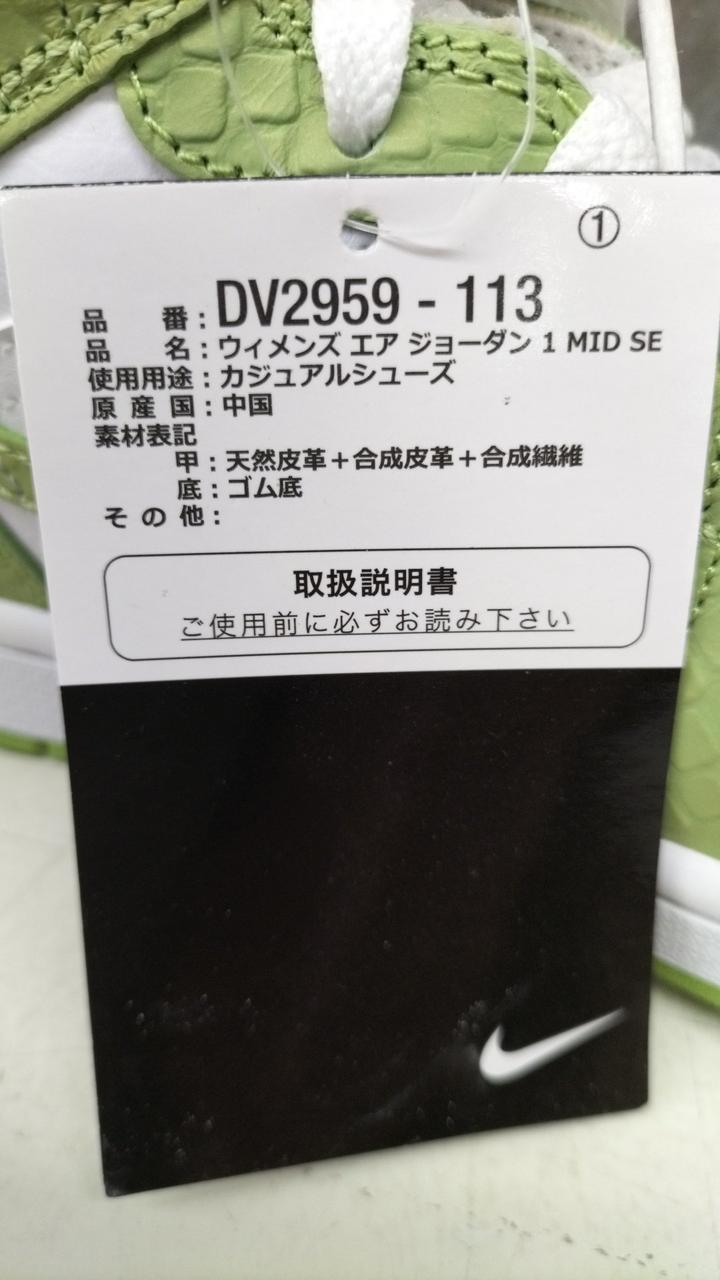 ①
品番：DV2959 - 113
品名：ウィメンズ エア ジョーダン 1 MID SE
使用用途：カジュアルシューズ
原産国：中国
素材表記
甲：天然皮革＋合成皮革＋合成繊維
底：ゴム底
その他：
取扱説明書
ご使用前に必ずお読み下さい